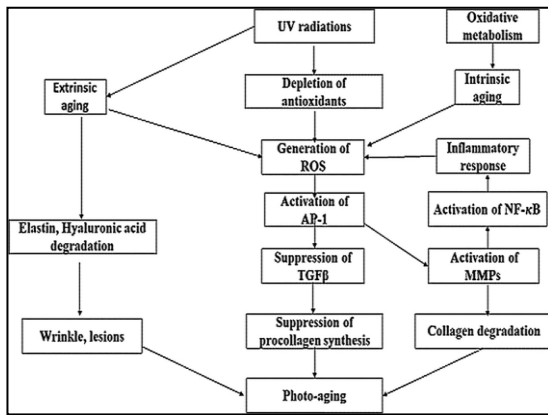 UV radiations
Oxidative
metabolism
Extrinsic
aging
Depletion of
antioxidants
Intrinsic
aging
Generation of
ROS
Inflammatory
response
Activation of
AP-1
Activation of NF-κB
Elastin, Hyaluronic acid
degradation
Suppression
of TGFβ
Activation of
MMPs
Wrinkle, lesions
Suppression of
procollagen synthesis
Collagen degradation
Photo-aging